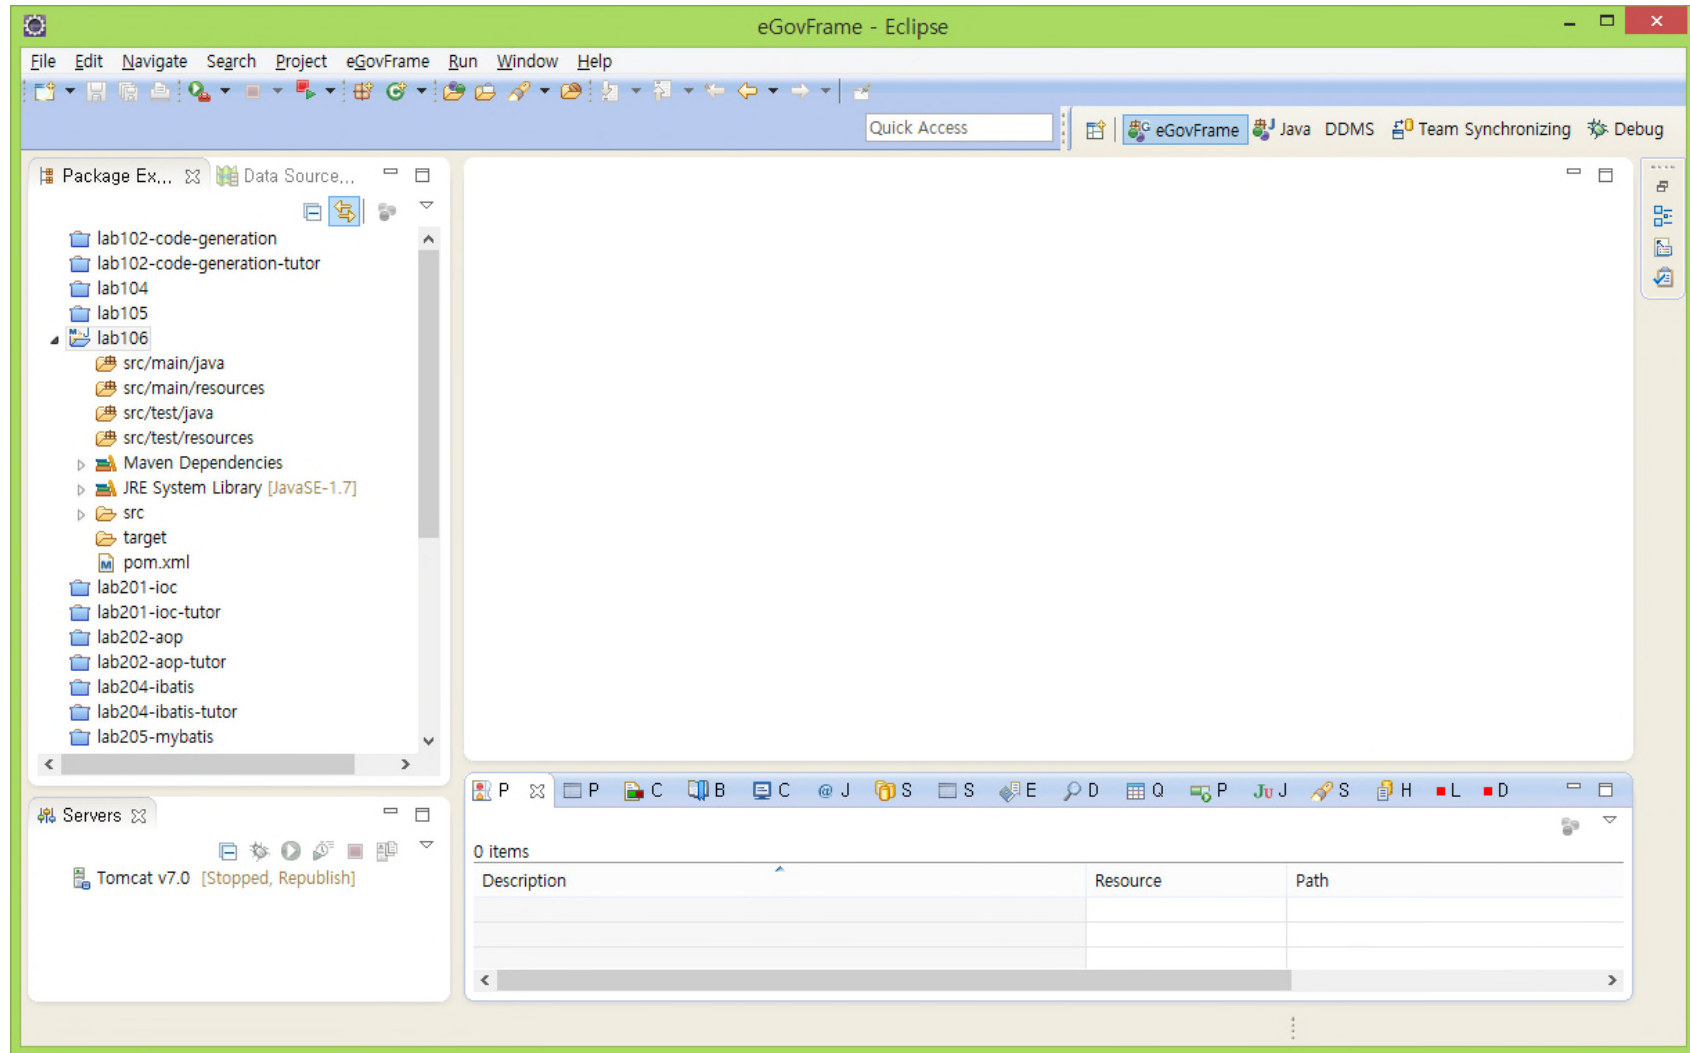 eGovFrame - Eclipse
File Edit Navigate Search Project eGovFrame Run Window Help
Quick Access
eGovFrame Java DDMS Team Synchronizing Debug
Package Ex... Data Source...
lab102-code-generation
lab102-code-generation-tutor
lab104
lab105
lab106
src/main/java
src/main/resources
src/test/java
src/test/resources
Maven Dependencies
JRE System Library [JavaSE-1.7]
src
target
pom.xml
lab201-ioc
lab201-ioc-tutor
lab202-aop
lab202-aop-tutor
lab204-ibatis
lab204-ibatis-tutor
lab205-mybatis
Servers
Tomcat v7.0 [Stopped, Republish]
P P C B C @ J S S E D Q P Ju J S H L D
0 items
Description Resource Path